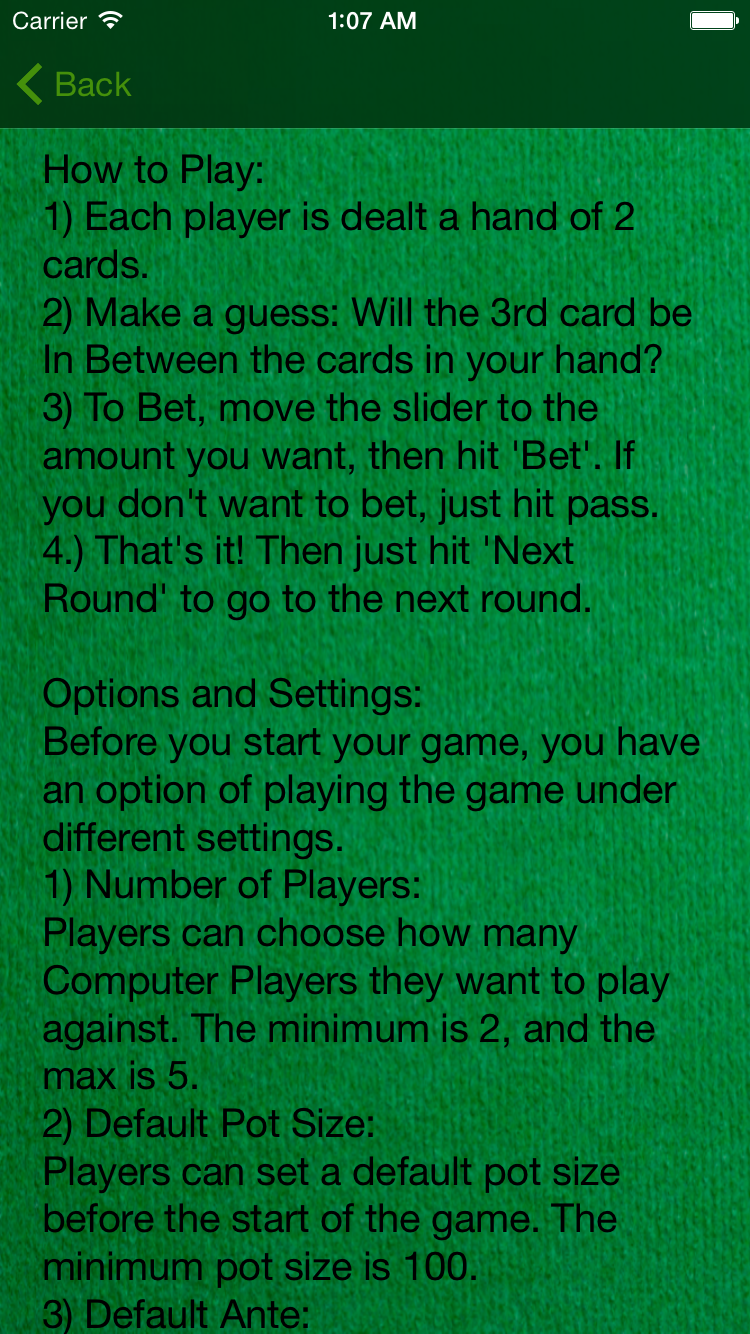 Carrier 1:07 AM
Back
How to Play:
1) Each player is dealt a hand of 2
cards.
2) Make a guess: Will the 3rd card be
In Between the cards in your hand?
3) To Bet, move the slider to the
amount you want, then hit 'Bet'. If
you don't want to bet, just hit pass.
4.) That's it! Then just hit 'Next
Round' to go to the next round.
Options and Settings:
Before you start your game, you have
an option of playing the game under
different settings.
1) Number of Players:
Players can choose how many
Computer Players they want to play
against. The minimum is 2, and the
max is 5.
2) Default Pot Size:
Players can set a default pot size
before the start of the game. The
minimum pot size is 100.
3) Default Ante: